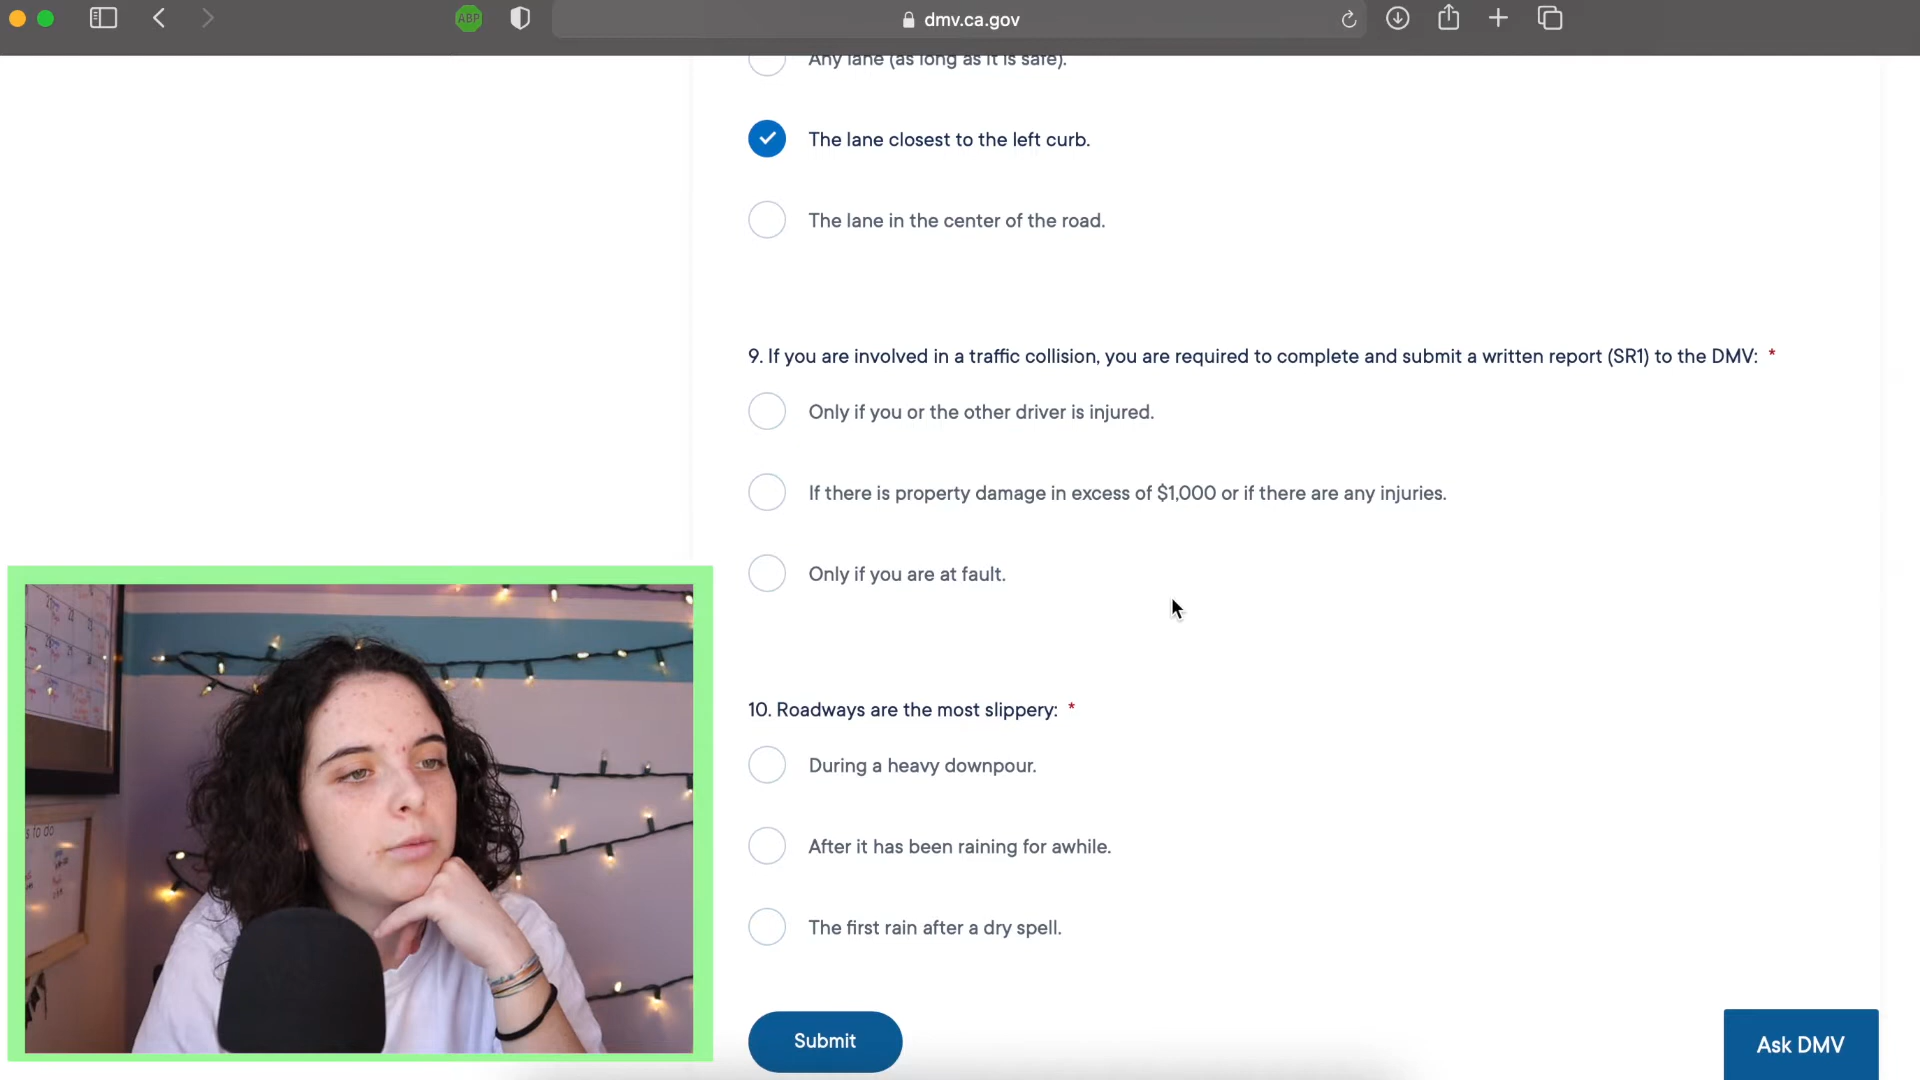 ABP
dmv.ca.gov
Any lane (as long as it is safe).
The lane closest to the left curb.
The lane in the center of the road.
9. If you are involved in a traffic collision, you are required to complete and submit a written report (SR1) to the DMV: *
Only if you or the other driver is injured.
If there is property damage in excess of $1,000 or if there are any injuries.
Only if you are at fault.
10. Roadways are the most slippery: *
During a heavy downpour.
After it has been raining for awhile.
The first rain after a dry spell.
Submit
Ask DMV
to do